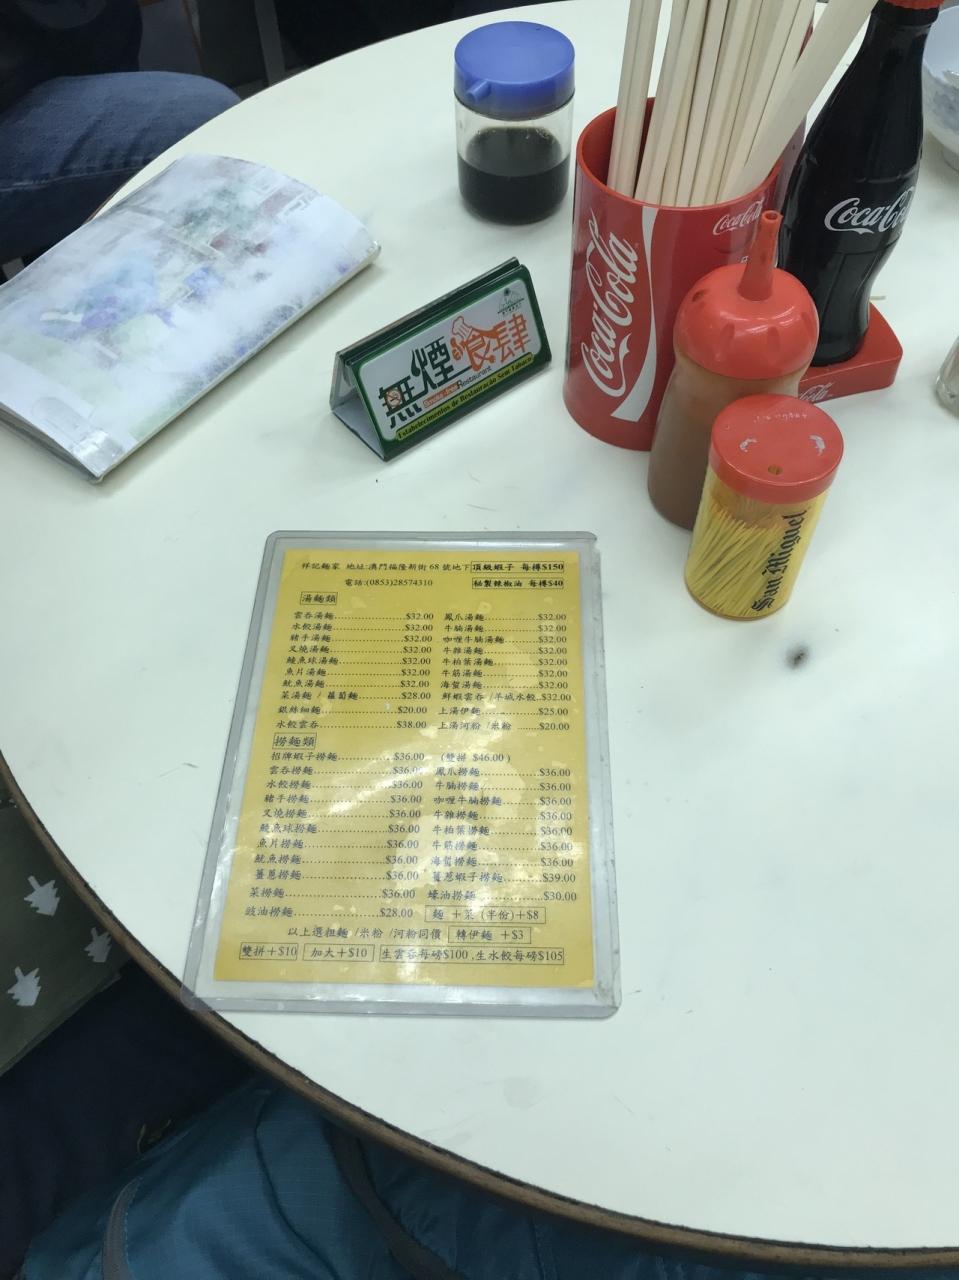 Coca-Cola
Coca-Cola
Coca-Cola
無煙食肆
Smoke-free Restaurant
Estabelecimentos de Restauração Sem Tabaco
San Miguel
祥記麵家 地址:澳門福隆新街 68 號地下 頂級蝦子 每樽$150
電話:(0853)28574310 秘製辣椒油 每樽$40
湯麵類
雲吞湯麵 $32.00 鳳爪湯麵 $32.00
水餃湯麵 $32.00 牛腩湯麵 $32.00
豬手湯麵 $32.00 咖喱牛腩湯麵 $32.00
叉燒湯麵 $32.00 牛雜湯麵 $32.00
鯪魚球湯麵 $32.00 牛柏葉湯麵 $32.00
魚片湯麵 $32.00 牛筋湯麵 $32.00
魷魚湯麵 $32.00 海蜇湯麵 $32.00
菜湯麵 / 蘿蔔麵 $28.00 鮮蝦雲吞 /羊城水餃 $32.00
銀絲細麵 $20.00 上湯伊麵 $25.00
水餃雲吞 $38.00 上湯河粉 /米粉 $20.00
撈麵類
招牌蝦子撈麵 $36.00 (雙拼 $46.00 )
雲吞撈麵 $36.00 鳳爪撈麵 $36.00
水餃撈麵 $36.00 牛腩撈麵 $36.00
豬手撈麵 $36.00 咖喱牛腩撈麵 $36.00
叉燒撈麵 $36.00 牛雜撈麵 $36.00
鯪魚球撈麵 $36.00 牛柏葉撈麵 $36.00
魚片撈麵 $36.00 牛筋撈麵 $36.00
魷魚撈麵 $36.00 海蜇撈麵 $36.00
薑蔥撈麵 $36.00 薑蔥蝦子撈麵 $39.00
菜撈麵 $36.00 蠔油撈麵 $30.00
豉油撈麵 $28.00 麵 +菜 (半份)+$8
以上選粗麵 /米粉 /河粉同價 轉伊麵 +$3
雙拼+$10 加大+$10 生雲吞每磅$100 ,生水餃每磅$105